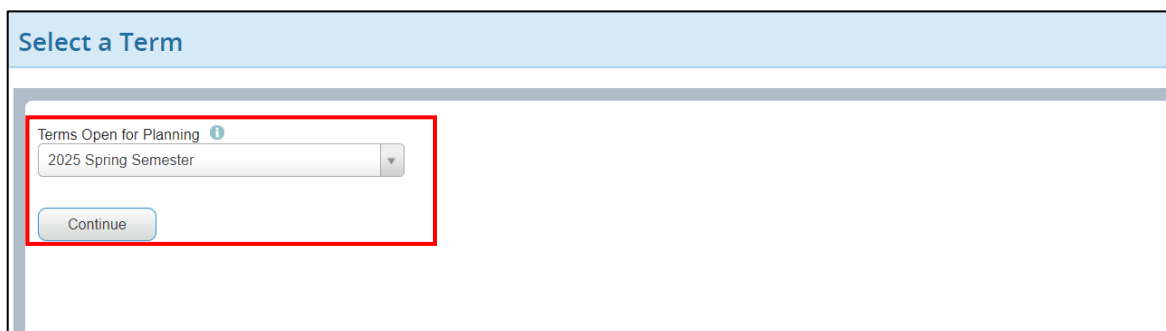 Select a Term
Terms Open for Planning
2025 Spring Semester
Continue